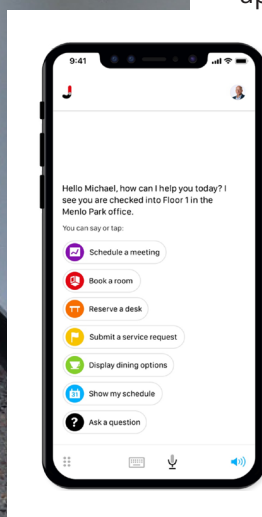 up
9:41
Hello Michael, how can I help you today? I
see you are checked into Floor 1 in the
Menlo Park office.
You can say or tap:
Schedule a meeting
Book a room
Reserve a desk
Submit a service request
Display dining options
31
Show my schedule
?
Ask a question